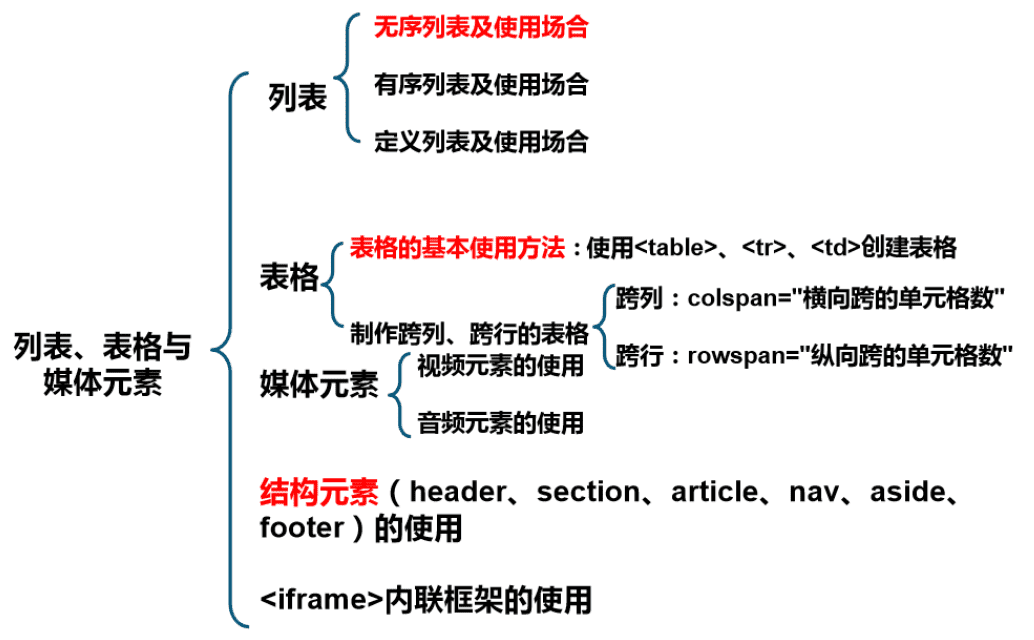 列表、表格与
媒体元素
列表
无序列表及使用场合
有序列表及使用场合
定义列表及使用场合
表格
表格的基本使用方法：使用<table>、<tr>、<td>创建表格
制作跨列、跨行的表格
跨列：colspan="横向跨的单元格数"
跨行：rowspan="纵向跨的单元格数"
媒体元素
视频元素的使用
音频元素的使用
结构元素（header、section、article、nav、aside、
footer）的使用
<iframe>内联框架的使用